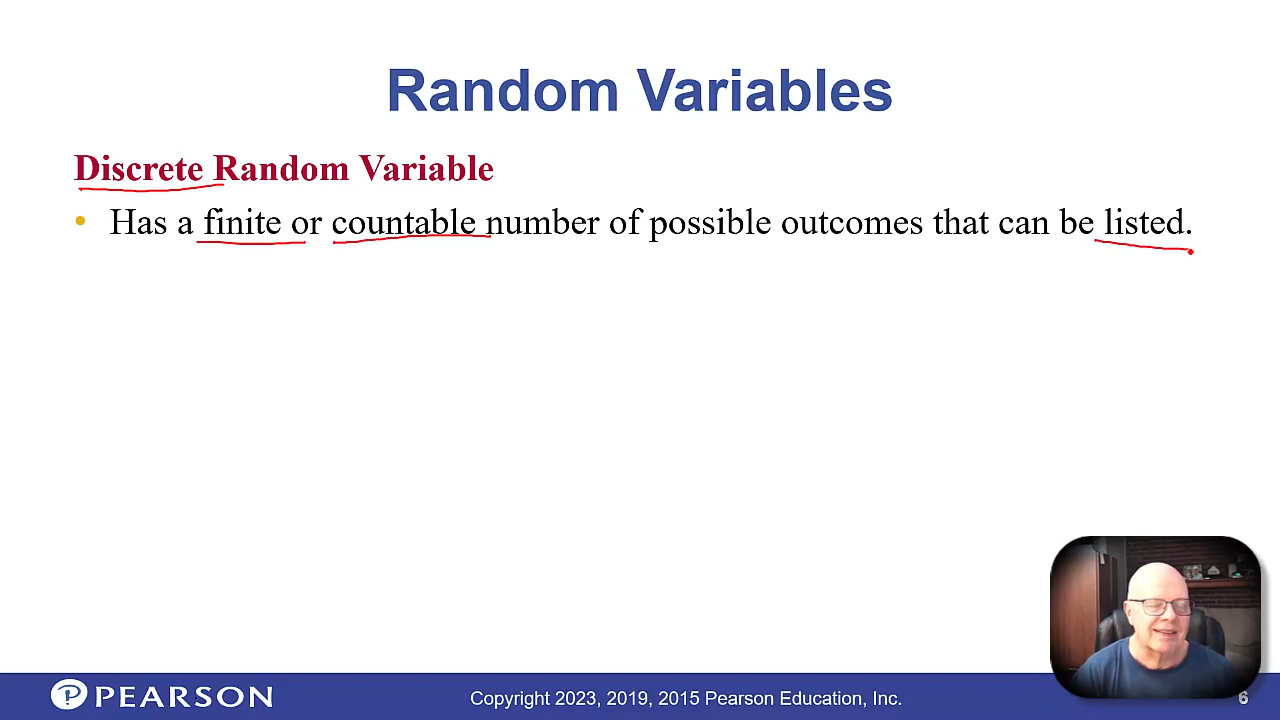 Random Variables
Discrete Random Variable
• Has a finite or countable number of possible outcomes that can be listed.
PEARSON
Copyright 2023, 2019, 2015 Pearson Education, Inc.
6